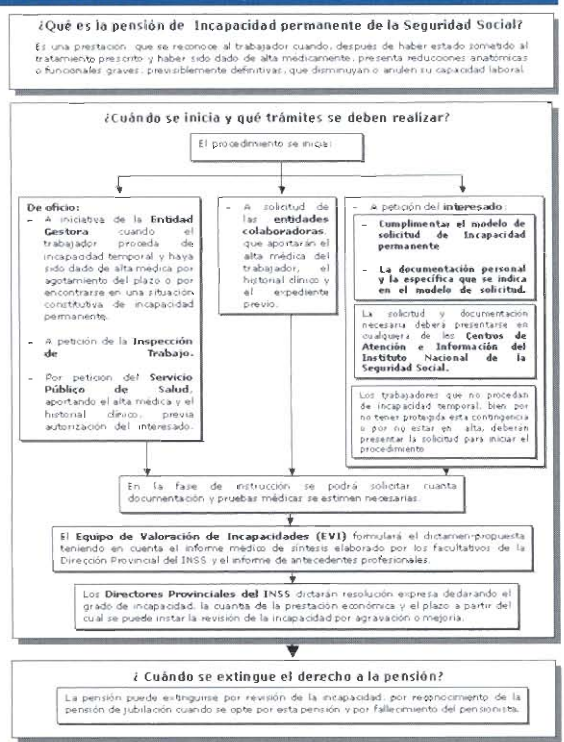 ¿Qué es la pensión de Incapacidad permanente de la Seguridad Social?
Es una prestación que se reconoce al trabajador cuando, después de haber estado sometido al
tratamiento prescrito y haber sido dado de alta médicamente, presenta reducciones anatómicas
o funcionales graves, previsiblemente definitivas, que disminuyan o anulen su capacidad laboral.
¿Cuándo se inicia y qué trámites se deben realizar?
El procedimiento se inicia:
De oficio:
- A iniciativa de la Entidad
Gestora cuando el
trabajador proceda de
incapacidad temporal y haya
sido dado de alta médica por
agotamiento del plazo o por
encontrarse en una situación
constitutiva de incapacidad
permanente.
- A petición de la Inspección
de Trabajo.
- Por petición del Servicio
Público de Salud,
aportando el alta médica y el
historial clínico, previa
autorización del interesado.
- A solicitud de
las entidades
colaboradoras,
que aportarán el
alta médica del
trabajador, el
historial clínico y
el expediente
previo.
- A petición del interesado:
- Cumplimentar el modelo de
solicitud de Incapacidad
permanente
- La documentación personal
y la específica que se indica
en el modelo de solicitud.
La solicitud y documentación
necesaria deberá presentarse en
cualquiera de los Centros de
Atención e Información del
Instituto Nacional de la
Seguridad Social.
Los trabajadores que no procedan
de incapacidad temporal, bien por
no tener protegida esta contingencia
o por no estar en alta, deberán
presentar la solicitud para iniciar el
procedimiento
En la fase de instrucción se podrá solicitar cuanta
documentación y pruebas médicas se estimen necesarias.
El Equipo de Valoración de Incapacidades (EVI) formulará el dictamen-propuesta
teniendo en cuenta el informe médico de síntesis elaborado por los facultativos de la
Dirección Provincial del INSS y el informe de antecedentes profesionales.
Los Directores Provinciales del INSS dictarán resolución expresa declarando el
grado de incapacidad, la cuantía de la prestación económica y el plazo a partir del
cual se puede instar la revisión de la incapacidad por agravación o mejoría.
¿ Cuándo se extingue el derecho a la pensión?
La pensión puede extinguirse por revisión de la incapacidad, por reconocimiento de la
pensión de jubilación cuando se opte por esta pensión y por fallecimiento del pensionista.